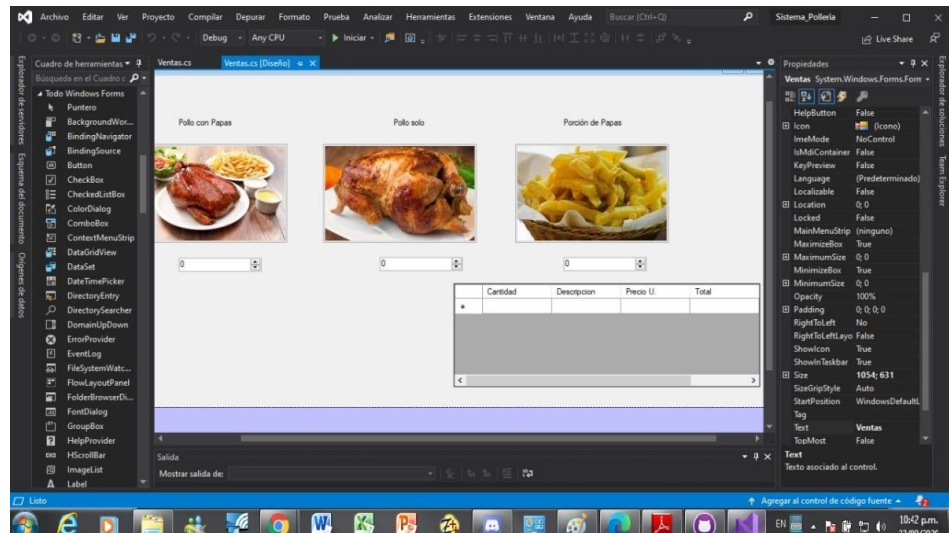 Archivo Editar Ver Proyecto Compilar Depurar Formato Prueba Analizar Herramientas Extensiones Ventana Ayuda Buscar (Ctrl+Q) Sistema_Polleria
Debug Any CPU Iniciar Live Share
Explorador de servidores
Esquema del documento
Orígenes de datos
Cuadro de herramientas
Búsqueda en el Cuadro
Todo Windows Forms
Puntero
BackgroundWor...
BindingNavigator
BindingSource
Button
CheckBox
CheckedListBox
ColorDialog
ComboBox
ContextMenuStrip
DataGridView
DataSet
DateTimePicker
DirectoryEntry
DirectorySearcher
DomainUpDown
ErrorProvider
EventLog
FileSystemWatc...
FlowLayoutPanel
FolderBrowserDi...
FontDialog
GroupBox
HelpProvider
HScrollBar
ImageList
Label
Ventas.cs Ventas.cs [Diseño]
Pollo con Papas Pollo solo Porción de Papas
0 0 0
Cantidad Descripcion Precio U. Total
Salida
Mostrar salida de:
Propiedades
Ventas System.Windows.Forms.Form
HelpButton False
Icon (Icono)
ImeMode NoControl
IsMdiContainer False
KeyPreview False
Language (Predeterminado)
Localizable False
Location 0; 0
Locked False
MainMenuStrip (ninguno)
MaximizeBox True
MaximumSize 0; 0
MinimizeBox True
MinimumSize 0; 0
Opacity 100%
Padding 0; 0; 0; 0
RightToLeft No
RightToLeftLayo False
ShowIcon True
ShowInTaskbar True
Size 1054; 631
SizeGripStyle Auto
StartPosition WindowsDefaultL
Tag
Text Ventas
TopMost False
Text
Texto asociado al control.
Explorador de soluciones
Team Explorer
Listo Agregar al control de código fuente
EN 10:42 p.m.